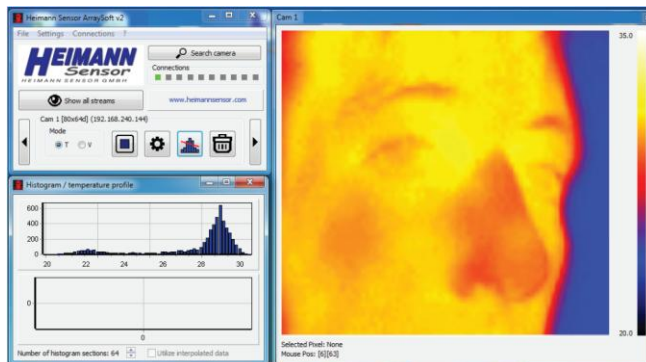 Heimann Sensor ArraySoft v2
File Settings Connections ?
HEIMANN
Sensor
HEIMANN SENSOR GMBH
Search camera
Connections
Show all streams
www.heimannsensor.com
Cam 1 [80x64d] (192.168.240.144)
Mode
T V
Histogram / temperature profile
600
400
200
0
20 22 24 26 28 30
0
0
Number of histogram sections: 64 Utilize interpolated data
Cam 1
35.0
20.0
Selected Pixel: None
Mouse Pos: [6][63]